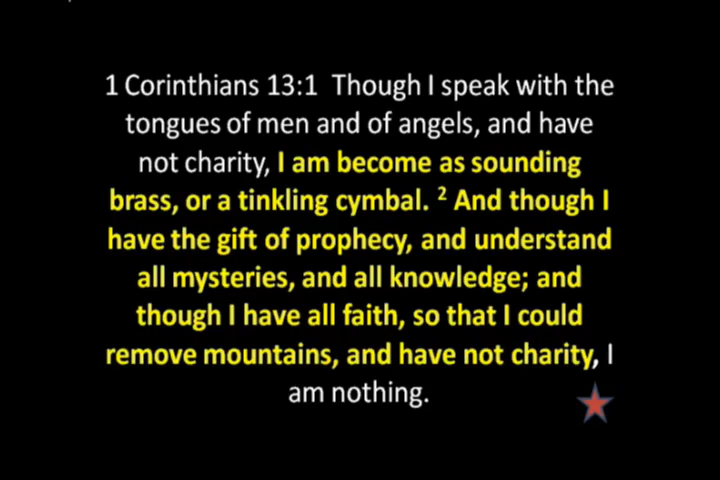 1 Corinthians 13:1  Though I speak with the
tongues of men and of angels, and have
not charity, I am become as sounding
brass, or a tinkling cymbal. ² And though I
have the gift of prophecy, and understand
all mysteries, and all knowledge; and
though I have all faith, so that I could
remove mountains, and have not charity, I
am nothing.